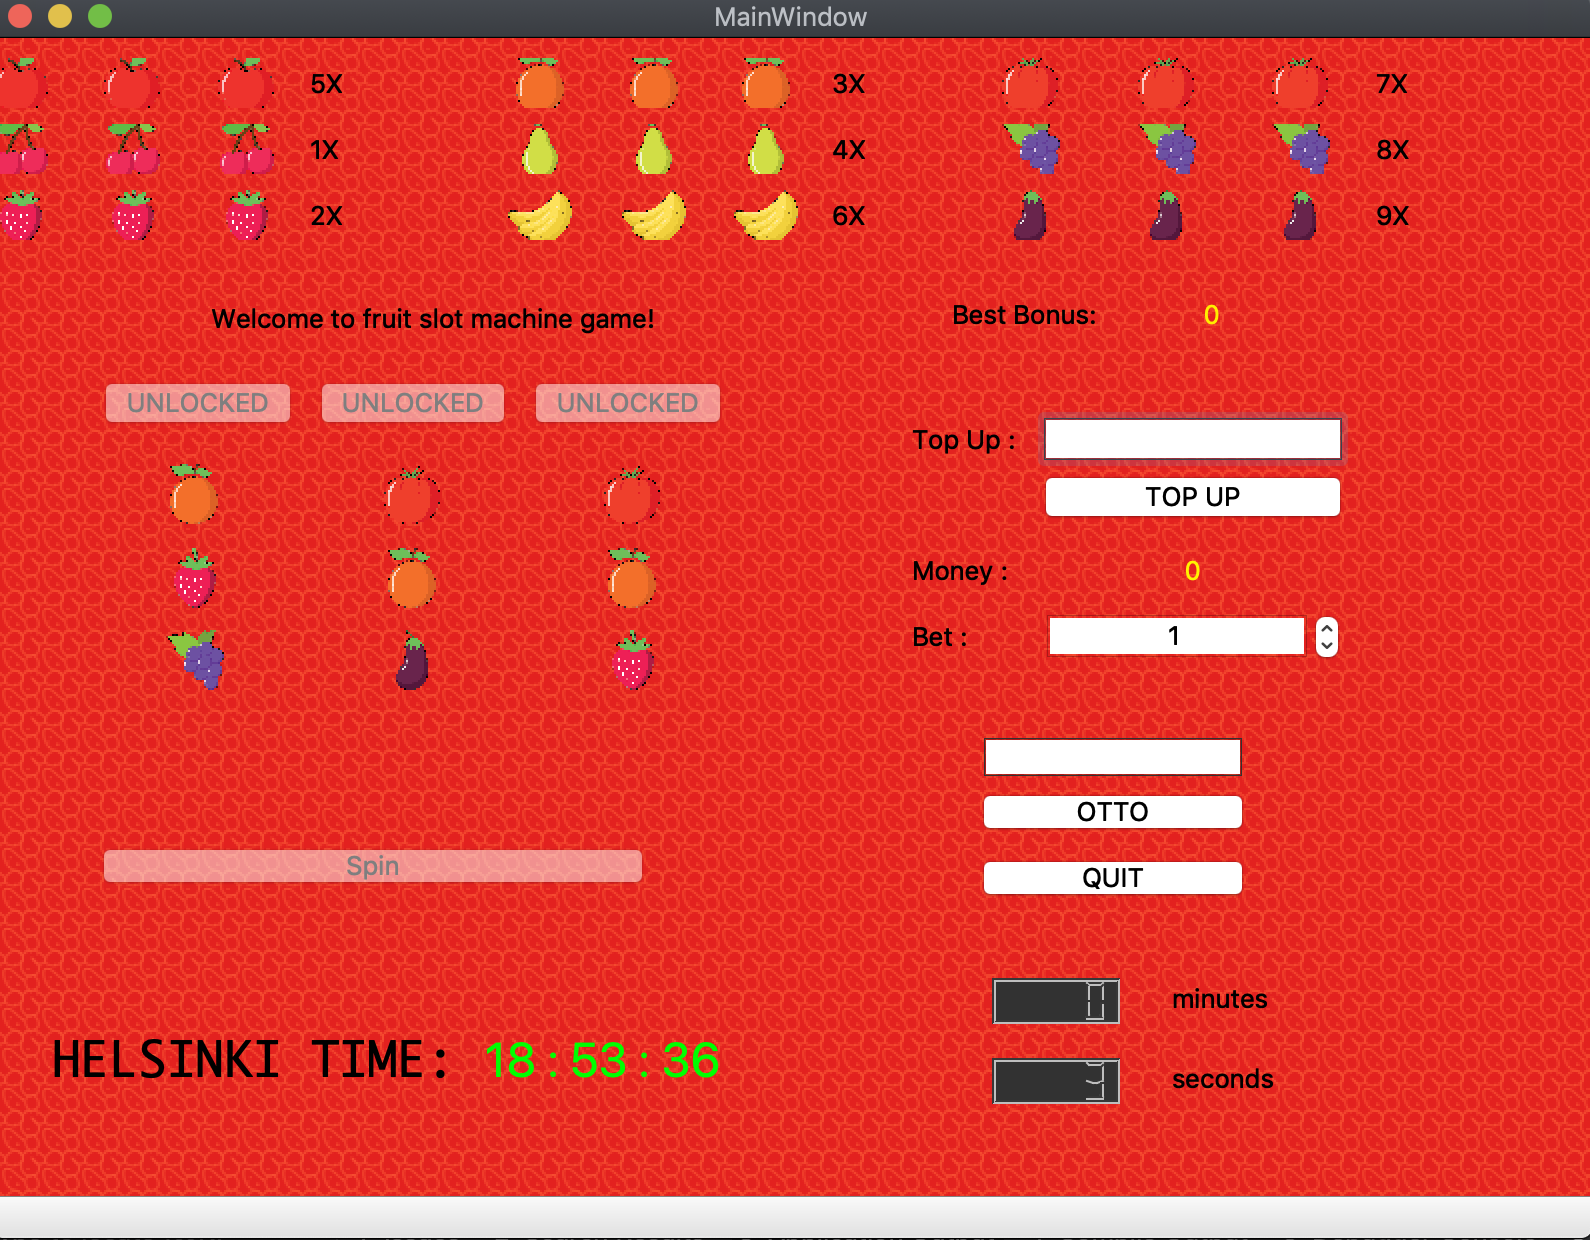 MainWindow
5X 3X 7X
1X 4X 8X
2X 6X 9X
Welcome to fruit slot machine game!
Best Bonus: 0
UNLOCKED UNLOCKED UNLOCKED
Top Up :
TOP UP
Money : 0
Bet : 1
OTTO
Spin
QUIT
0 minutes
HELSINKI TIME: 18:53:36
seconds